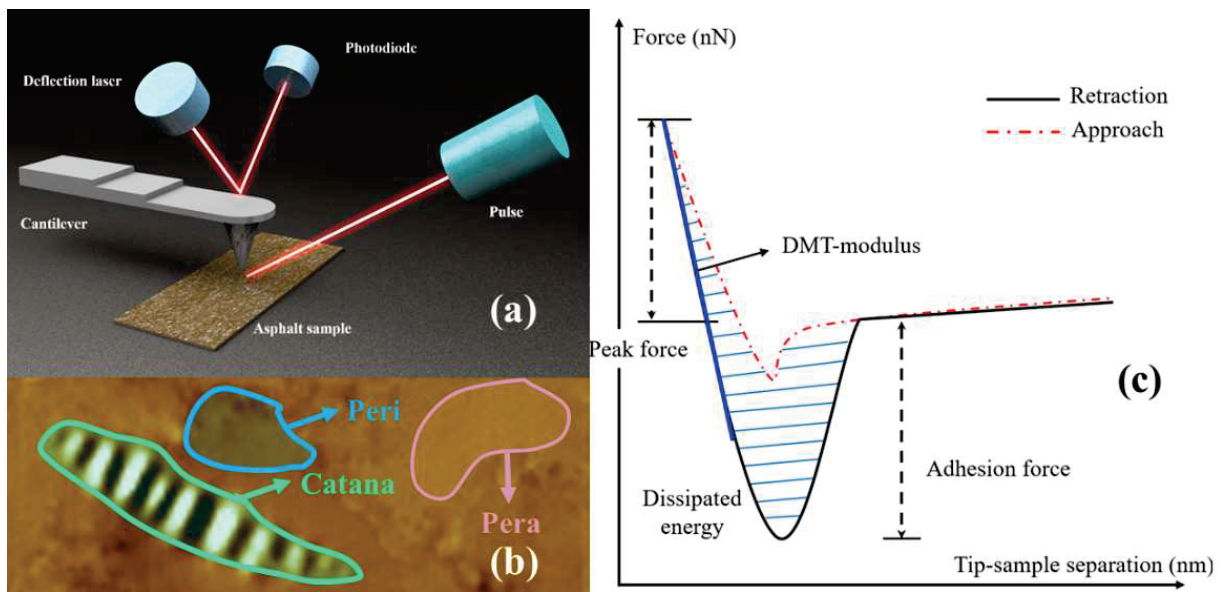 Photodiode
Deflection laser
Pulse
Cantilever
Asphalt sample
(a)
Peri
Catana
Pera
(b)
Force (nN)
Retraction
Approach
DMT-modulus
Peak force
(c)
Adhesion force
Dissipated
energy
Tip-sample separation (nm)